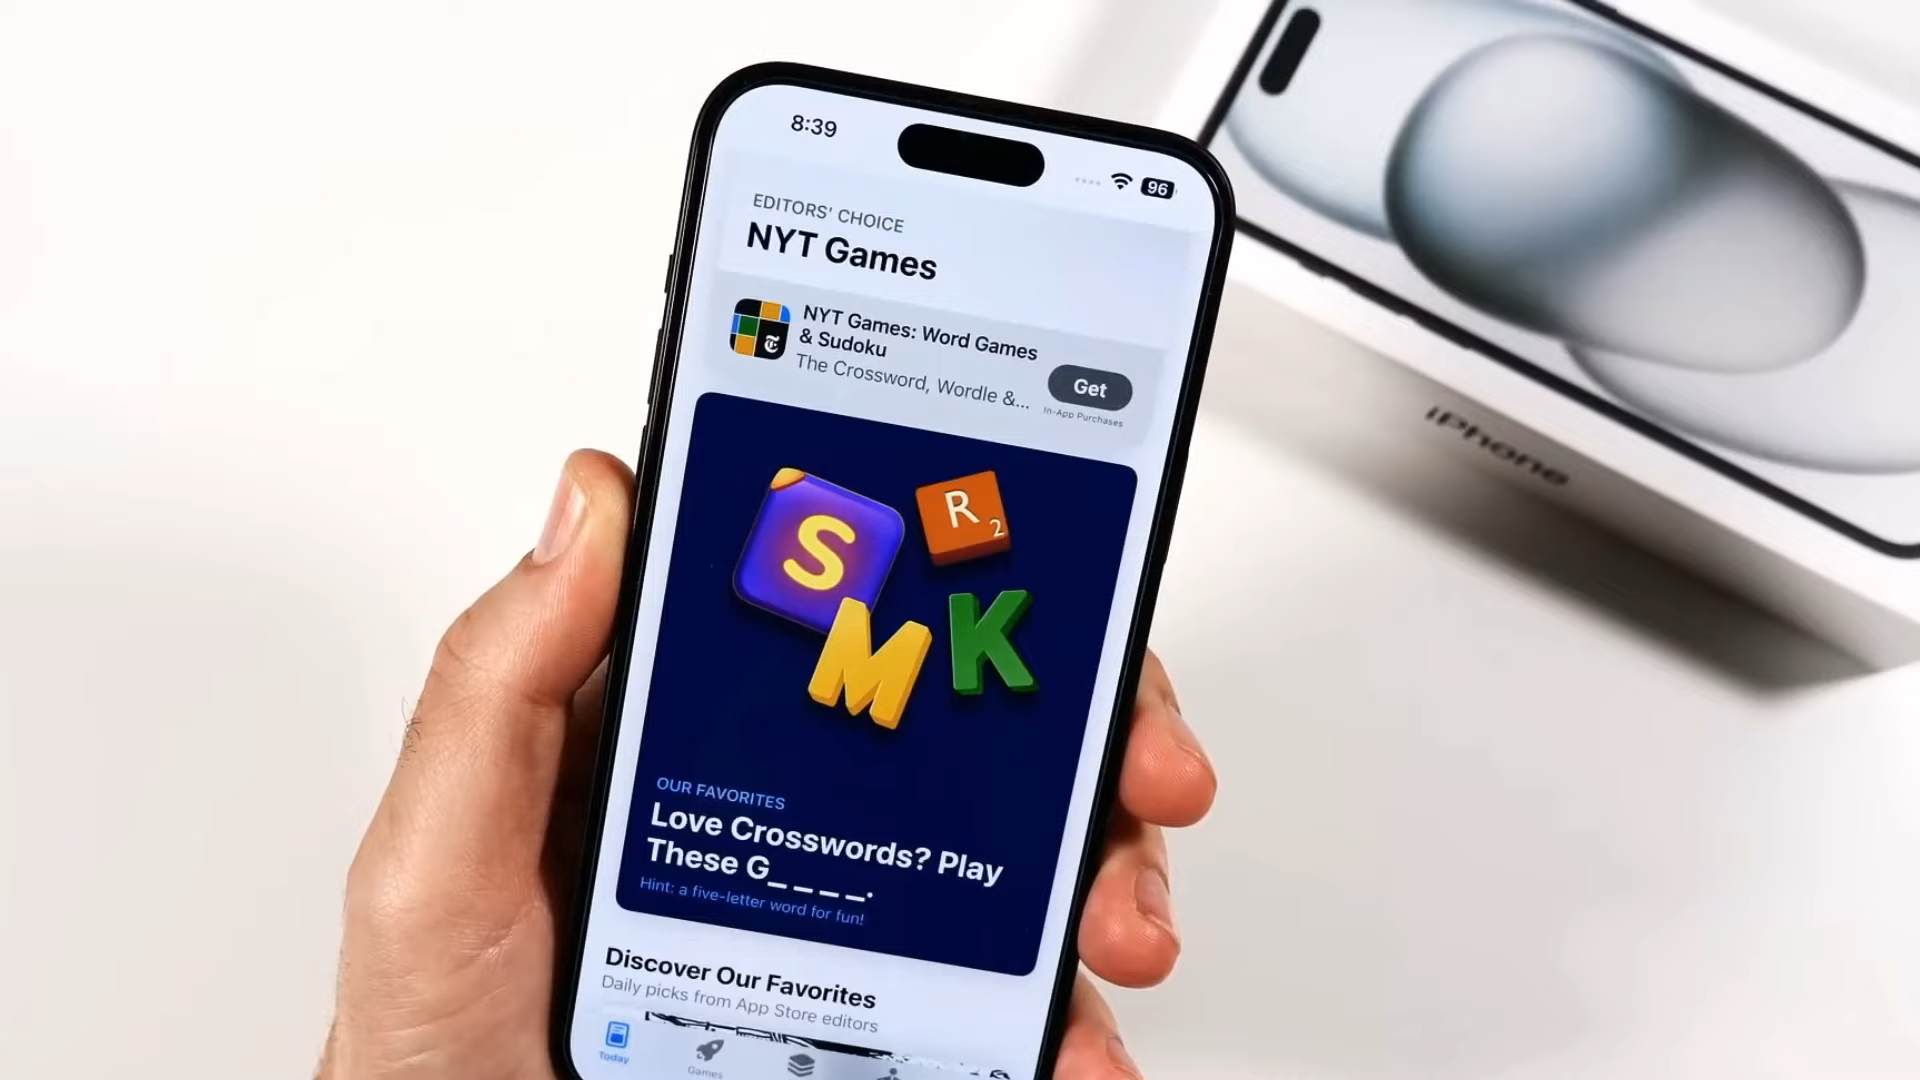 8:39
96
EDITORS' CHOICE
NYT Games
NYT Games: Word Games
& Sudoku
The Crossword, Wordle &...
Get
In-App Purchases
S
R
2
M
K
OUR FAVORITES
Love Crosswords? Play
These G_ _ _ _.
Hint: a five-letter word for fun!
Discover Our Favorites
Daily picks from App Store editors
Today
Games
iPhone